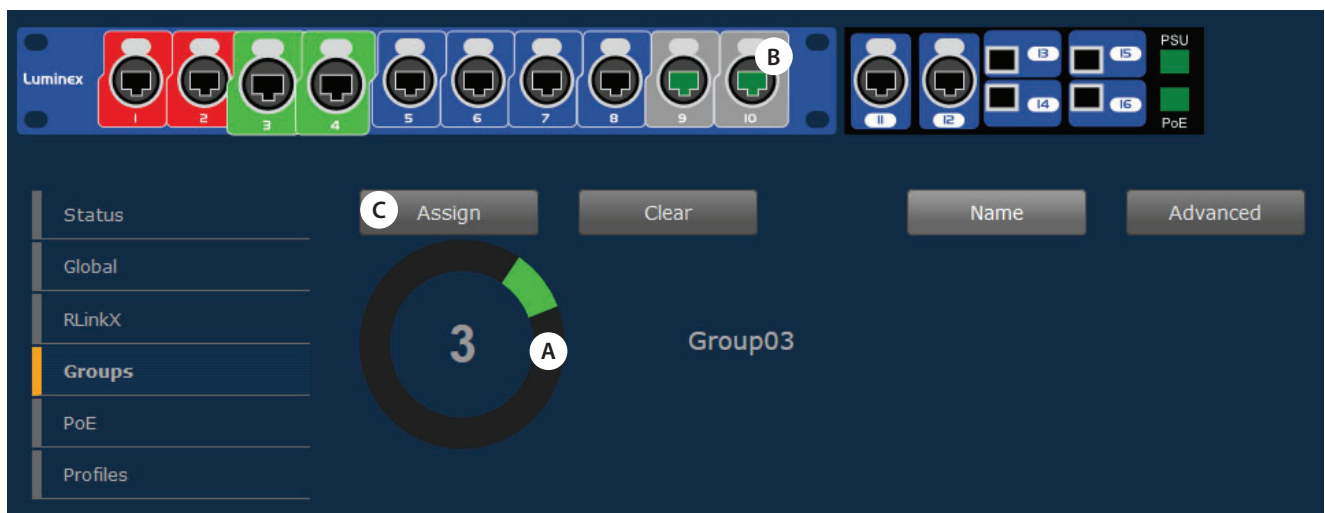 Luminex 1 2 3 4 5 6 7 8 9 10 B 11 12 13 14 15 16 PSU PoE
Status
Global
RLinkX
Groups
PoE
Profiles
C Assign Clear Name Advanced
3 A Group03